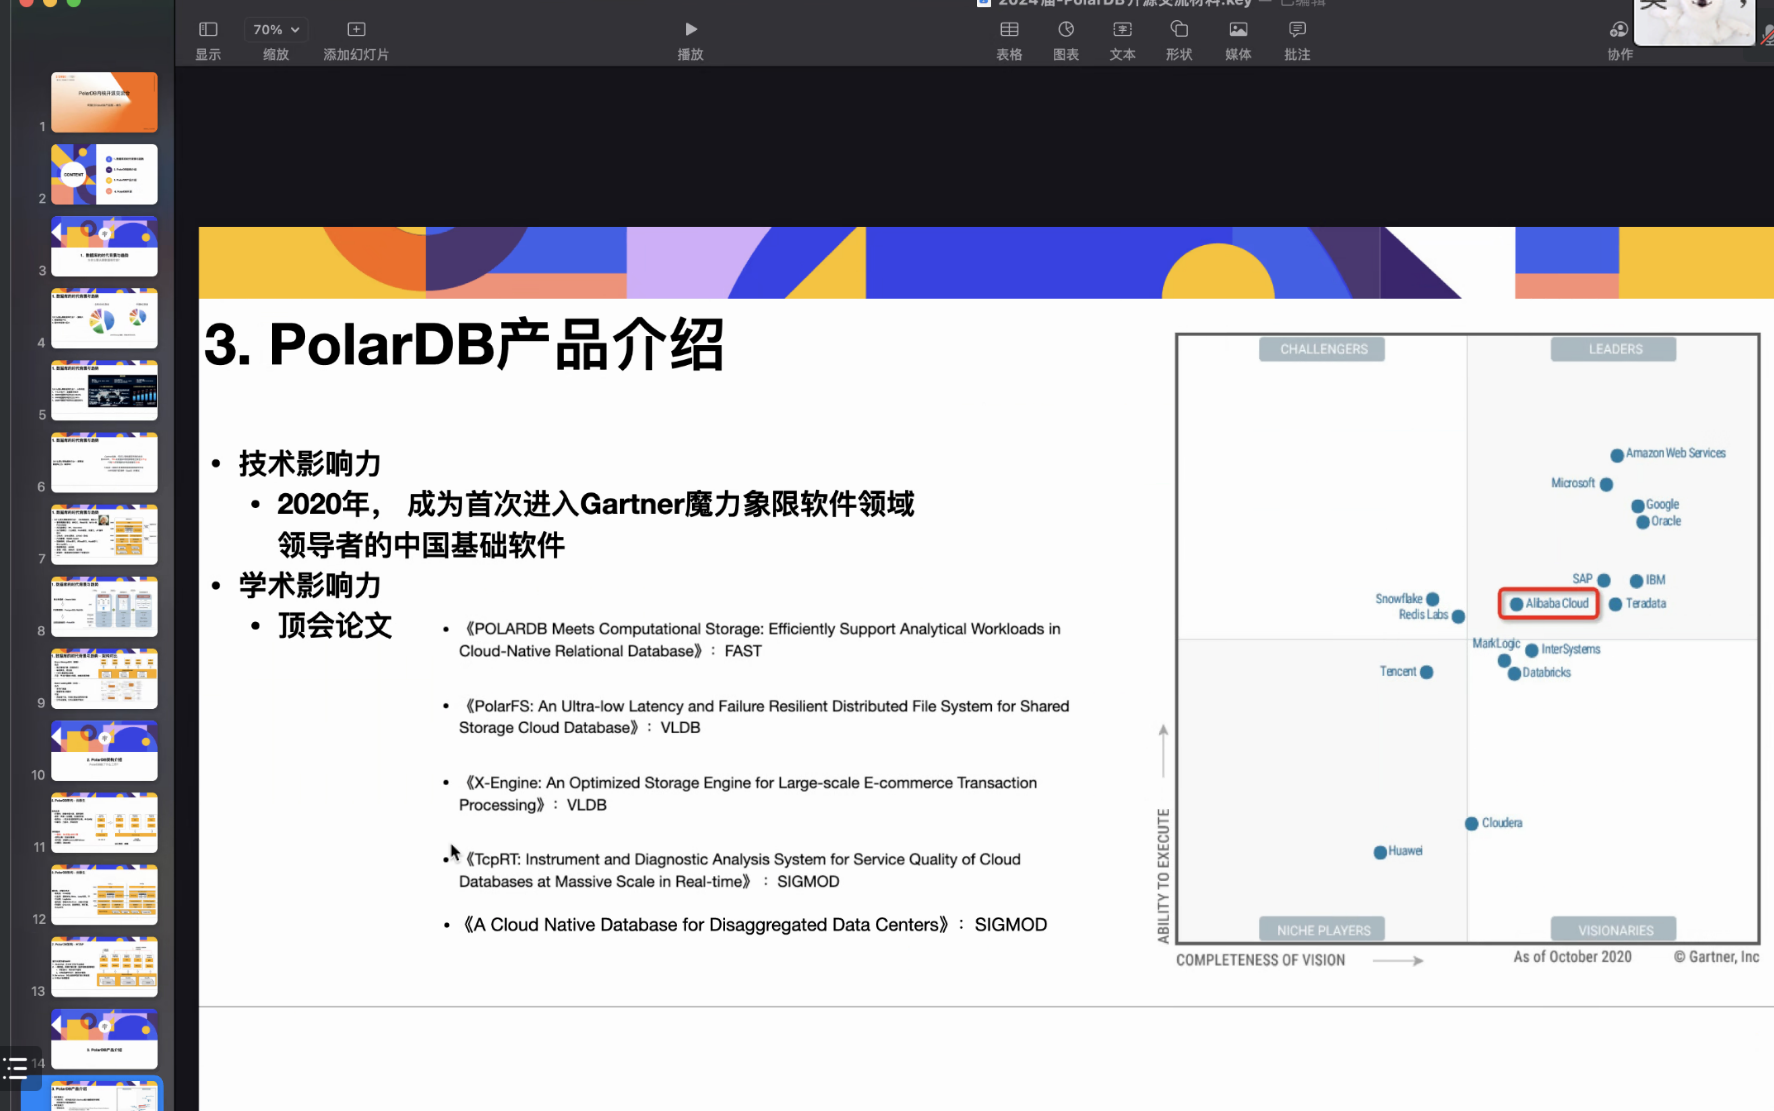 70%
显示
缩放
添加幻灯片
播放
表格
图表
文本
形状
媒体
批注
协作
CONTENT
1
2
3
4
5
6
7
8
9
10
11
12
13
14
3. PolarDB产品介绍
• 技术影响力
• 2020年， 成为首次进入Gartner魔力象限软件领域
领导者的中国基础软件
• 学术影响力
• 顶会论文
• 《POLARDB Meets Computational Storage: Efficiently Support Analytical Workloads in
Cloud-Native Relational Database》： FAST
• 《PolarFS: An Ultra-low Latency and Failure Resilient Distributed File System for Shared
Storage Cloud Database》： VLDB
• 《X-Engine: An Optimized Storage Engine for Large-scale E-commerce Transaction
Processing》： VLDB
• 《TcpRT: Instrument and Diagnostic Analysis System for Service Quality of Cloud
Databases at Massive Scale in Real-time》 ： SIGMOD
• 《A Cloud Native Database for Disaggregated Data Centers》： SIGMOD
CHALLENGERS
LEADERS
Amazon Web Services
Microsoft
Google
Oracle
SAP
IBM
Snowflake
Alibaba Cloud
Teradata
Redis Labs
MarkLogic
InterSystems
Tencent
Databricks
Cloudera
Huawei
NICHE PLAYERS
VISIONARIES
ABILITY TO EXECUTE
COMPLETENESS OF VISION
As of October 2020
© Gartner, Inc